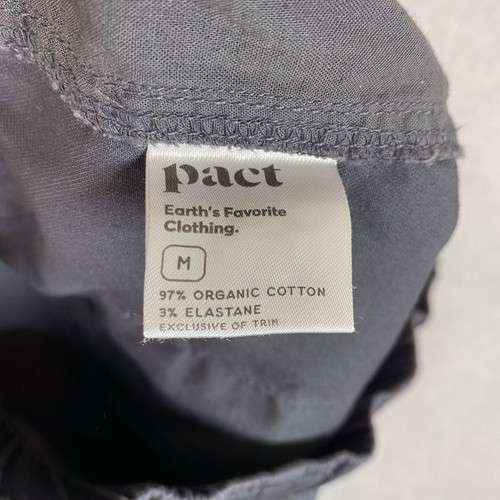 pact
Earth's Favorite
Clothing.
M
97% ORGANIC COTTON
3% ELASTANE
EXCLUSIVE OF TRIM